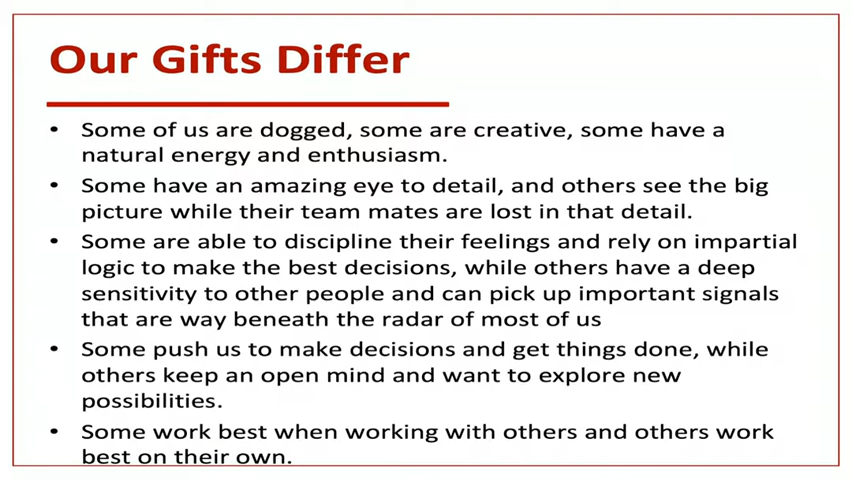 Our Gifts Differ
• Some of us are dogged, some are creative, some have a
natural energy and enthusiasm.
• Some have an amazing eye to detail, and others see the big
picture while their team mates are lost in that detail.
• Some are able to discipline their feelings and rely on impartial
logic to make the best decisions, while others have a deep
sensitivity to other people and can pick up important signals
that are way beneath the radar of most of us
• Some push us to make decisions and get things done, while
others keep an open mind and want to explore new
possibilities.
• Some work best when working with others and others work
best on their own.